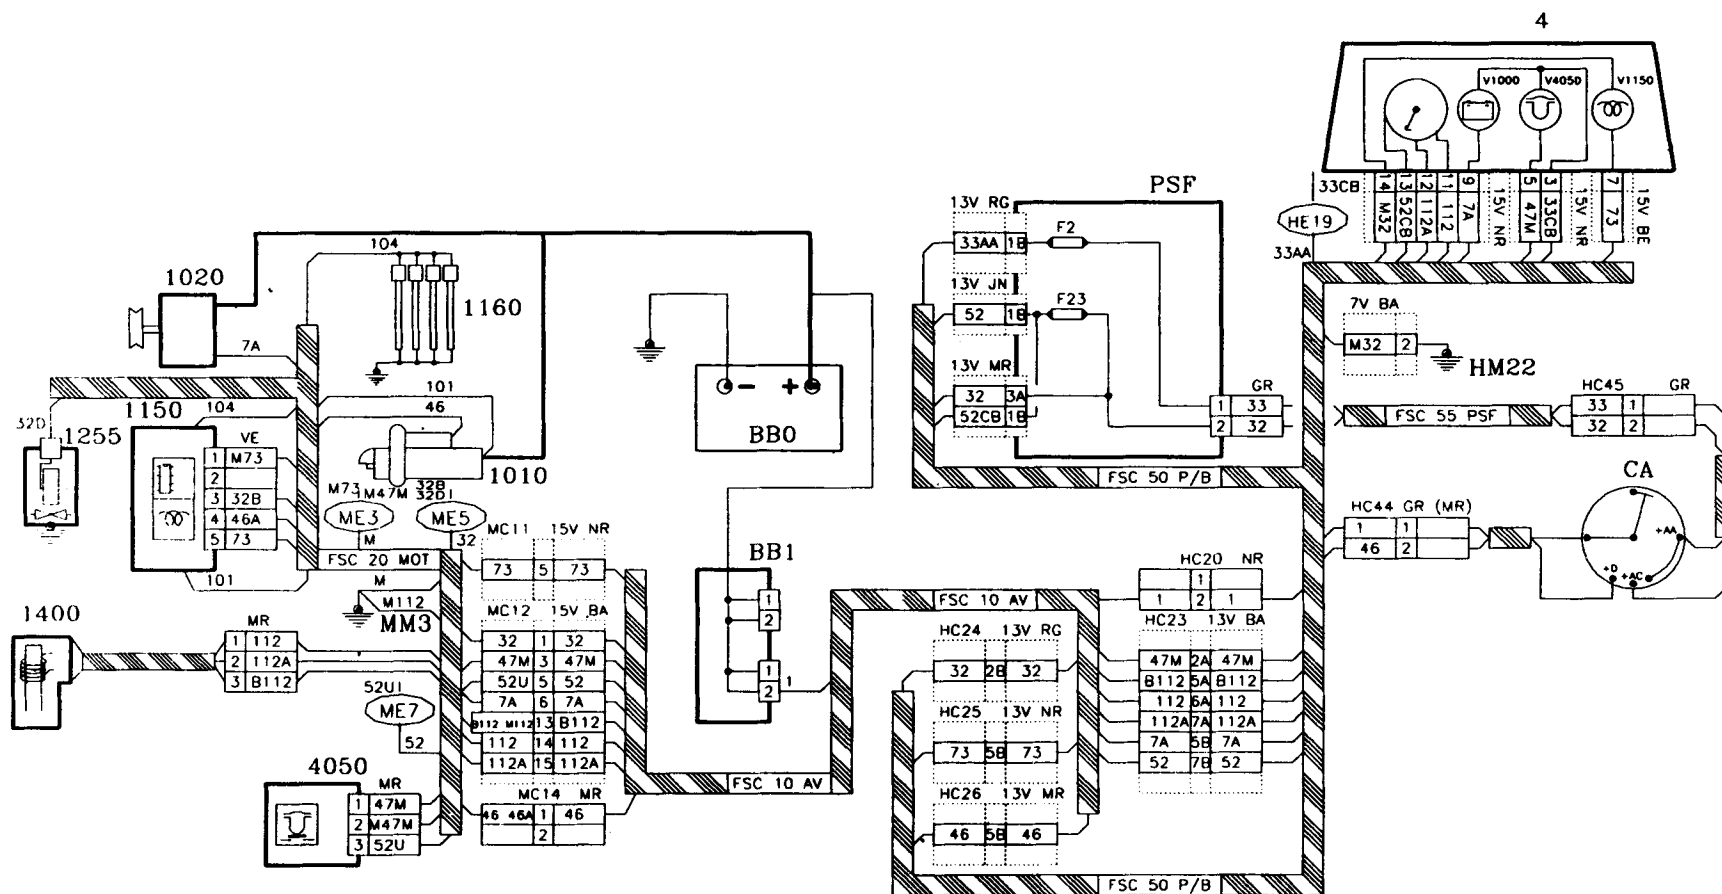 4
V1000 V4050 V1150
33CB 14 13 12 11 9 15V NR 5 3 15V NR 7 15V BE
M32 52CB 112A 112 7A 47M 33CB 73
HE19
33AA
PSF
13V RG
33AA 1B F2
13V JN
52 1B F23
13V MR
32 3A
52CB 1B
GR
1 33
2 32
7V BA
M32 2
HM22
HC45 GR
33 1
32 2
FSC 55 PSF
FSC 50 P/B
CA
+AA
+D +AC
HC44 GR (MR)
1 1
46 2
104
1020
7A
1160
101
46
1010
BB0
- +
32D
1255
1150
104
VE
1 M73
2
3 32B
4 46A
5 73
101
M73 M47M 32B
32D
ME3
M
ME5
32
FSC 20 MOT
M
M112
MM3
MC11 15V NR
73 5 73
MC12 15V BA
32 1 32
47M 3 47M
52U 5 52
7A 6 7A
B112 M112 13 B112
112 14 112
112A 15 112A
MC14 MR
46 46A 1 46
2
1400
MR
1 112
2 112A
3 B112
52U
ME7
52
4050
MR
1 47M
2 M47M
3 52U
BB1
1
2
1
2
1
FSC 10 AV
FSC 10 AV
HC20 NR
1
1 2 1
HC23 13V BA
47M 2A 47M
B112 5A B112
112 6A 112
112A 7A 112A
7A 5B 7A
52 7B 52
HC24 13V RG
32 2B 32
HC25 13V NR
73 5B 73
HC26 13V MR
46 5B 46
FSC 50 P/B